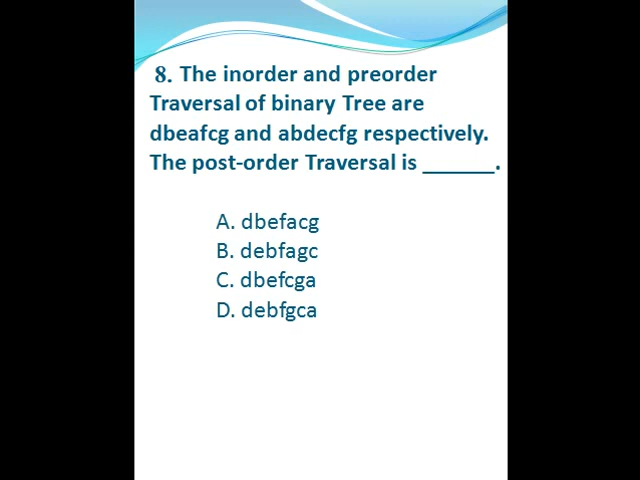 8. The inorder and preorder
Traversal of binary Tree are
dbeafcg and abdecfg respectively.
The post-order Traversal is ______.
A. dbefacg
B. debfagc
C. dbefcga
D. debfgca